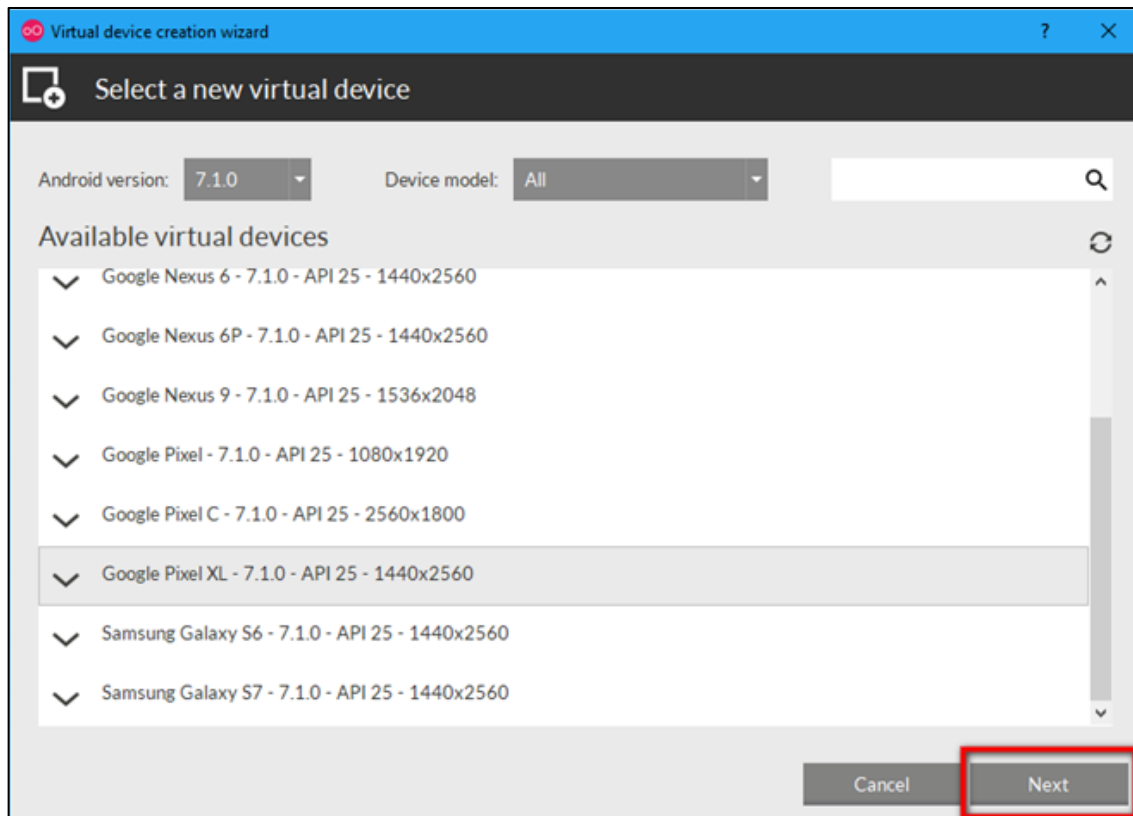 Virtual device creation wizard ?
Select a new virtual device
Android version: 7.1.0 Device model: All
Available virtual devices
Google Nexus 6 - 7.1.0 - API 25 - 1440x2560
Google Nexus 6P - 7.1.0 - API 25 - 1440x2560
Google Nexus 9 - 7.1.0 - API 25 - 1536x2048
Google Pixel - 7.1.0 - API 25 - 1080x1920
Google Pixel C - 7.1.0 - API 25 - 2560x1800
Google Pixel XL - 7.1.0 - API 25 - 1440x2560
Samsung Galaxy S6 - 7.1.0 - API 25 - 1440x2560
Samsung Galaxy S7 - 7.1.0 - API 25 - 1440x2560
Cancel Next